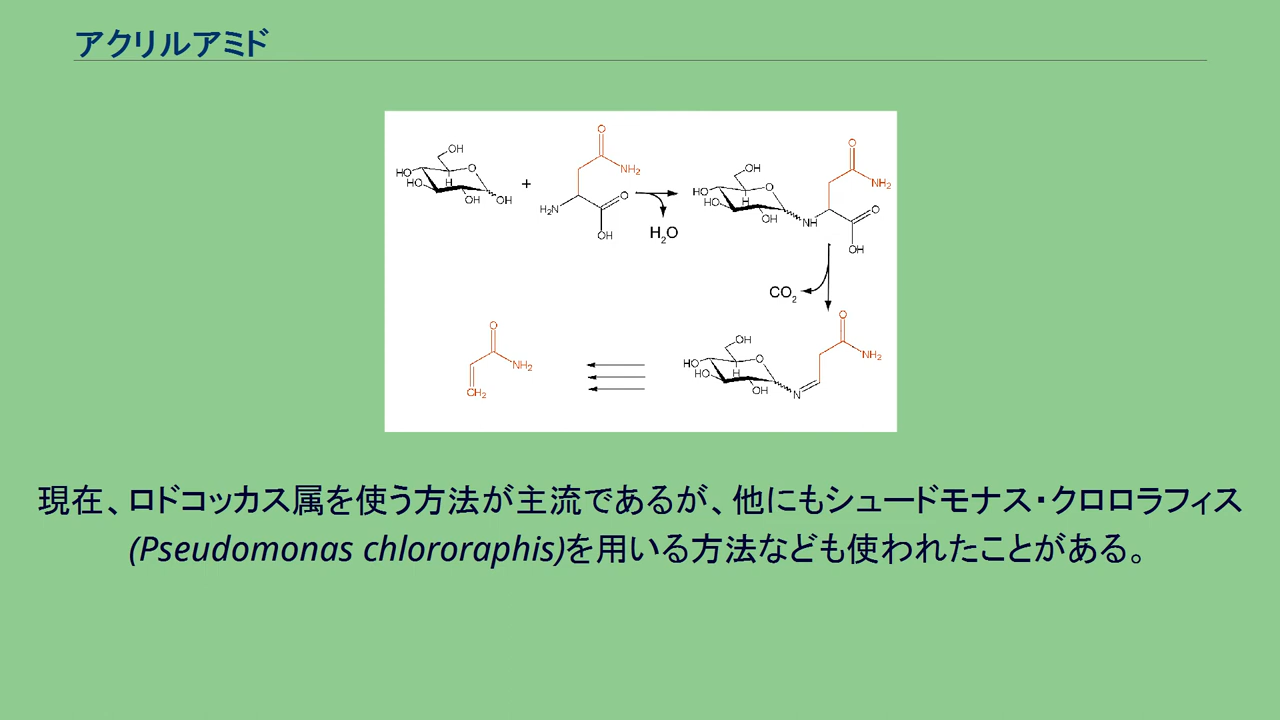 アクリルアミド
OH
O
HO
HO
H
OH
OH
+
O
NH2
H2N
O
OH
H2O
OH
O
HO
HO
H
OH
NH
O
NH2
O
OH
CO2
O
NH2
CH2
OH
O
HO
HO
H
OH
N
O
NH2
現在、ロドコッカス属を使う方法が主流であるが、他にもシュードモナス・クロロラフィス
(Pseudomonas chlororaphis)を用いる方法なども使われたことがある。